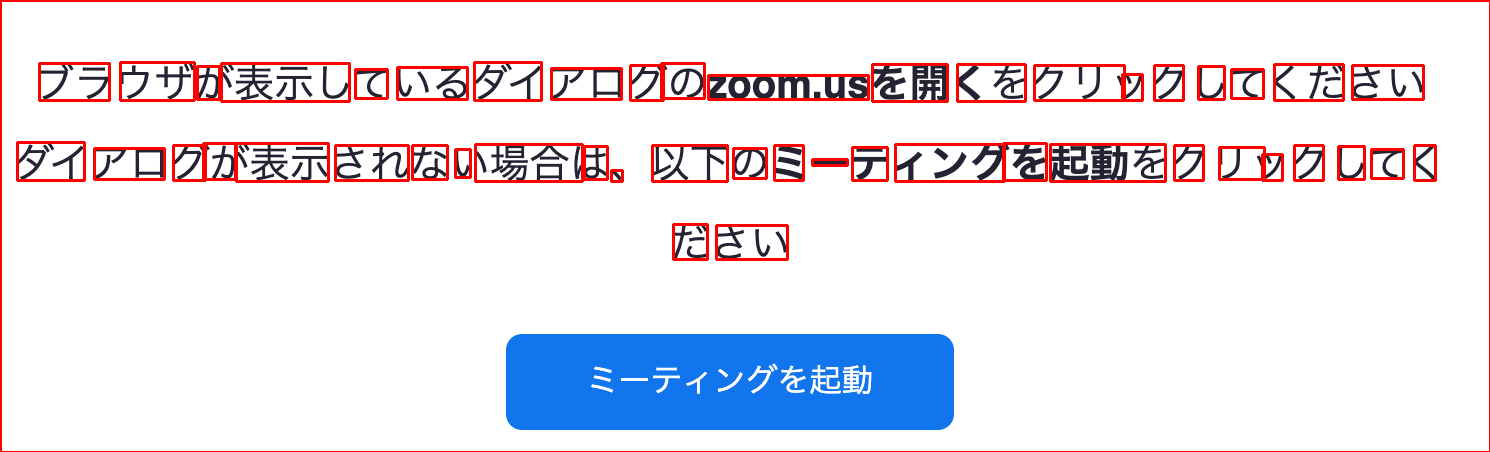 ブラウザが表示しているダイアログのzoom.usを開くをクリックしてください
ダイアログが表示されない場合は、以下のミーティングを起動をクリックしてく
ださい
ミーティングを起動